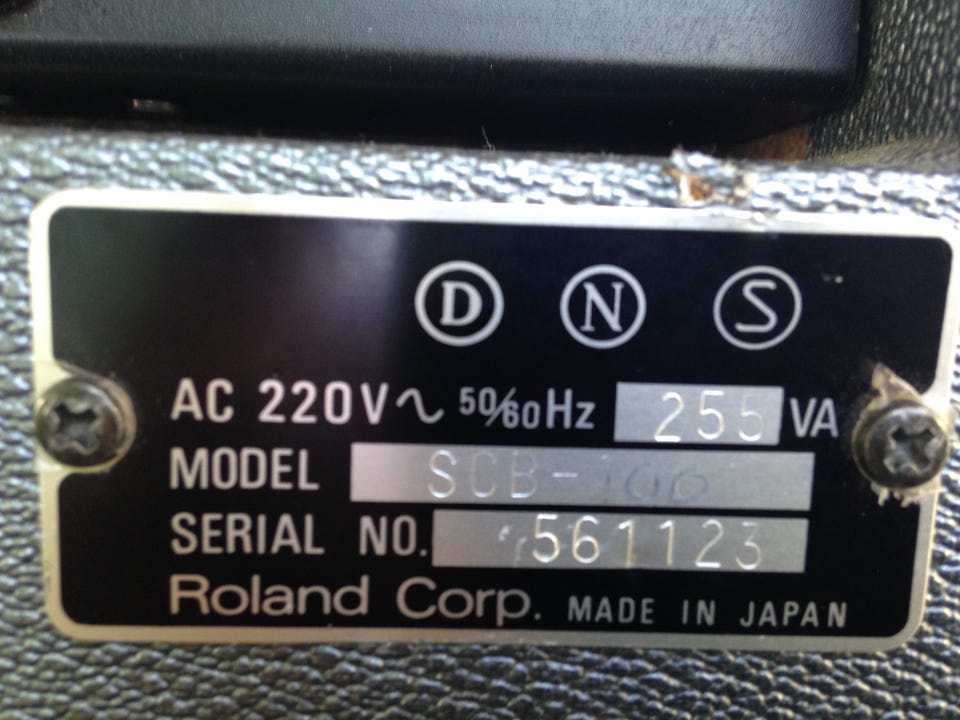 D N S
AC 220V~ 50/60Hz 255 VA
MODEL SCB-100
SERIAL NO. 561123
Roland Corp. MADE IN JAPAN